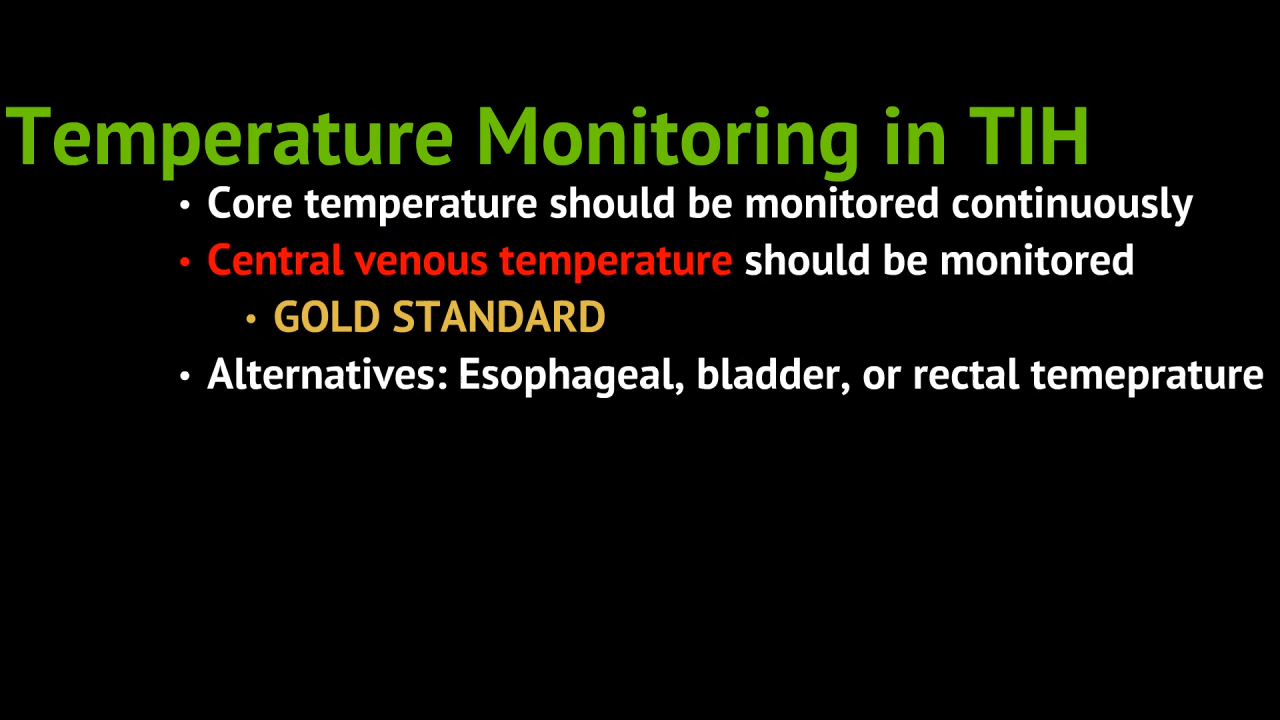 Temperature Monitoring in TIH
• Core temperature should be monitored continuously
• Central venous temperature should be monitored
• GOLD STANDARD
• Alternatives: Esophageal, bladder, or rectal temeprature